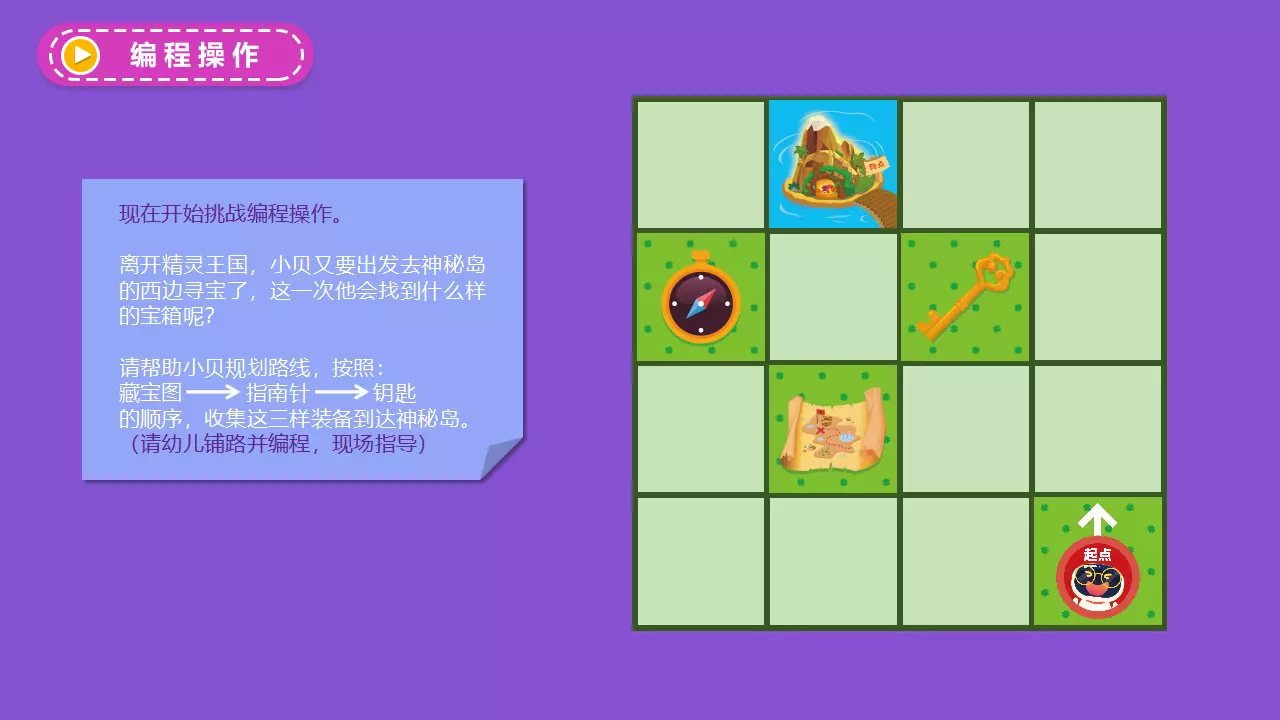 编程操作
现在开始挑战编程操作。
离开精灵王国，小贝又要出发去神秘岛
的西边寻宝了，这一次他会找到什么样
的宝箱呢？
请帮助小贝规划路线，按照：
藏宝图 指南针 钥匙
的顺序，收集这三样装备到达神秘岛。
（请幼儿铺路并编程，现场指导）
终点
起点